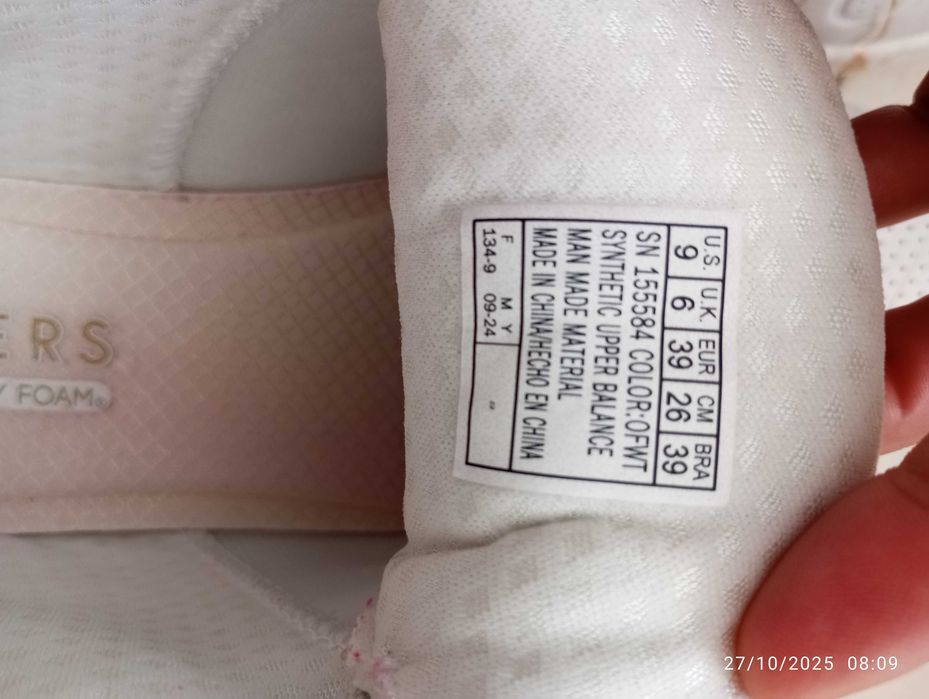 U.S. U.K. EUR CM BRA
9 6 39 26 39
SN 155584 COLOR:OFWT
SYNTHETIC UPPER BALANCE
MAN MADE MATERIAL
MADE IN CHINA/HECHO EN CHINA
F M Y
134-9 09-24
ERS
Y FOAM®
27/10/2025 08:09